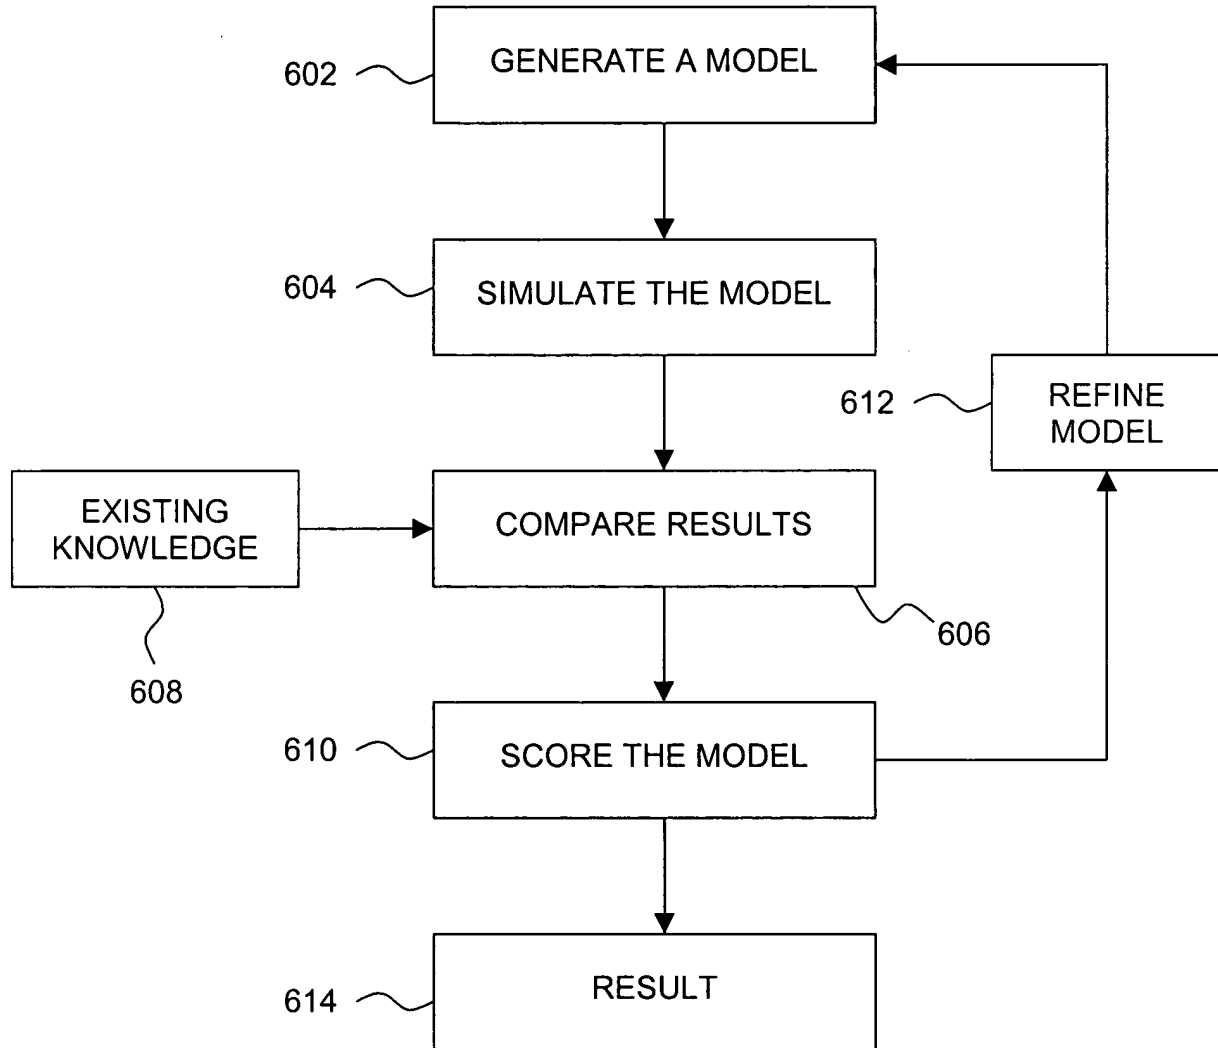 GENERATE A MODEL
602
SIMULATE THE MODEL
604
REFINE
MODEL
612
EXISTING
KNOWLEDGE
608
COMPARE RESULTS
606
SCORE THE MODEL
610
RESULT
614